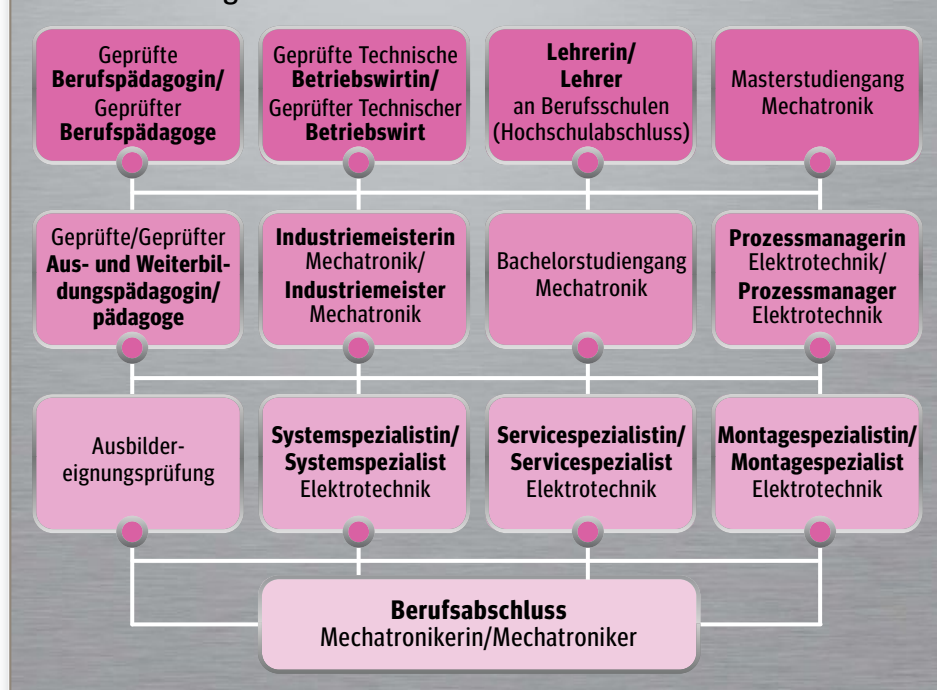 Geprüfte
Berufspädagogin/
Geprüfter
Berufspädagoge
Geprüfte Technische
Betriebswirtin/
Geprüfter Technischer
Betriebswirt
Lehrerin/
Lehrer
an Berufsschulen
(Hochschulabschluss)
Masterstudiengang
Mechatronik
Geprüfte/Geprüfter
Aus- und Weiterbil-
dungspädagogin/
pädagoge
Industriemeisterin
Mechatronik/
Industriemeister
Mechatronik
Bachelorstudiengang
Mechatronik
Prozessmanagerin
Elektrotechnik/
Prozessmanager
Elektrotechnik
Ausbilder-
eignungsprüfung
Systemspezialistin/
Systemspezialist
Elektrotechnik
Servicespezialistin/
Servicespezialist
Elektrotechnik
Montagespezialistin/
Montagespezialist
Elektrotechnik
Berufsabschluss
Mechatronikerin/Mechatroniker